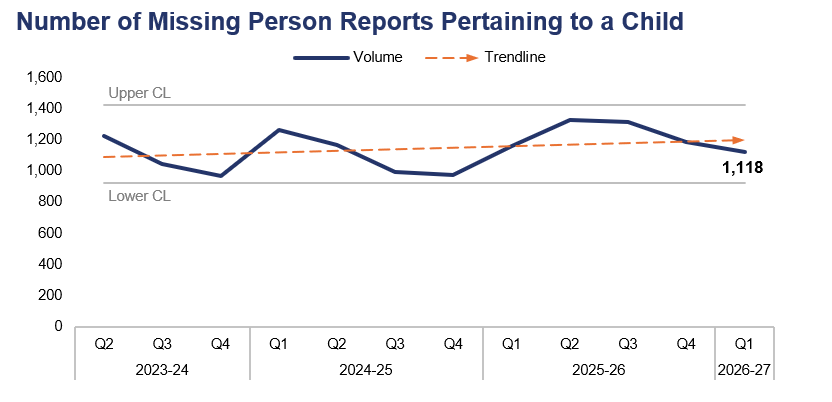 Number of Missing Person Reports Pertaining to a Child
Volume Trendline
1,600
Upper CL
1,400
1,200
1,000
1,118
Lower CL
800
600
400
200
0
Q2 Q3 Q4 Q1 Q2 Q3 Q4 Q1 Q2 Q3 Q4 Q1
2023-24 2024-25 2025-26 2026-27